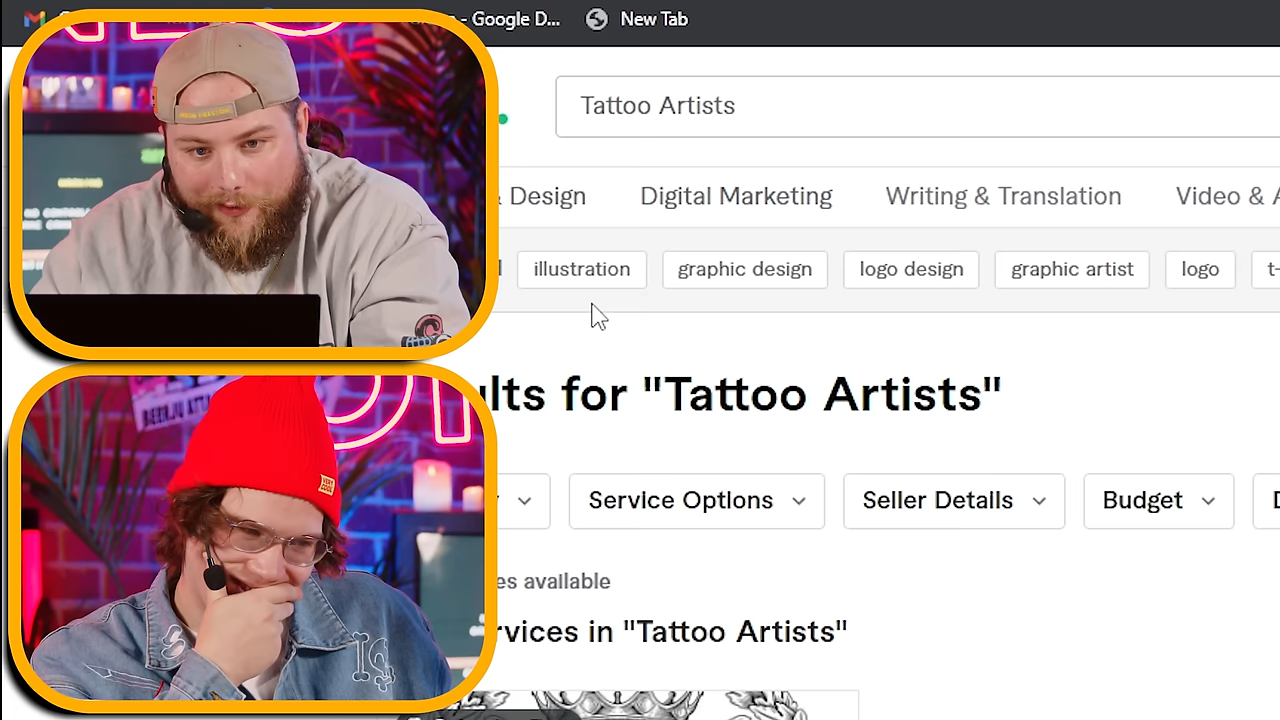 - Google D...
New Tab
Tattoo Artists
& Design
Digital Marketing
Writing & Translation
Video &
illustration
graphic design
logo design
graphic artist
logo
t-
ults for "Tattoo Artists"
Service Options
Seller Details
Budget
es available
rvices in "Tattoo Artists"